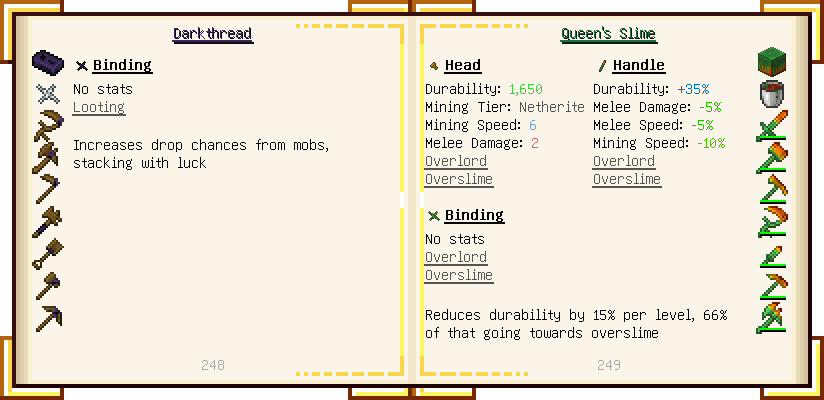 Darkthread
Binding
No stats
Looting
Increases drop chances from mobs,
stacking with luck
248
Queen's Slime
Head
Durability: 1,650
Mining Tier: Netherite
Mining Speed: 6
Melee Damage: 2
Overlord
Overslime
Handle
Durability: +35%
Melee Damage: -5%
Melee Speed: -5%
Mining Speed: -10%
Overlord
Overslime
Binding
No stats
Overlord
Overslime
Reduces durability by 15% per level, 66%
of that going towards overslime
249